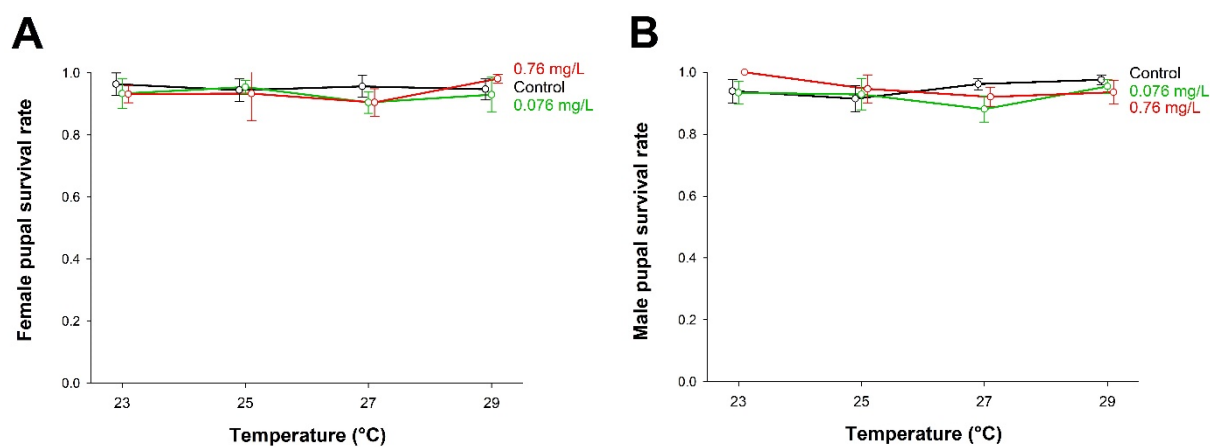 A
Female pupal survival rate
1.0
0.8
0.6
0.4
0.2
0.0
23 25 27 29
Temperature (°C)
0.76 mg/L
Control
0.076 mg/L
B
Male pupal survival rate
1.0
0.8
0.6
0.4
0.2
0.0
23 25 27 29
Temperature (°C)
Control
0.076 mg/L
0.76 mg/L